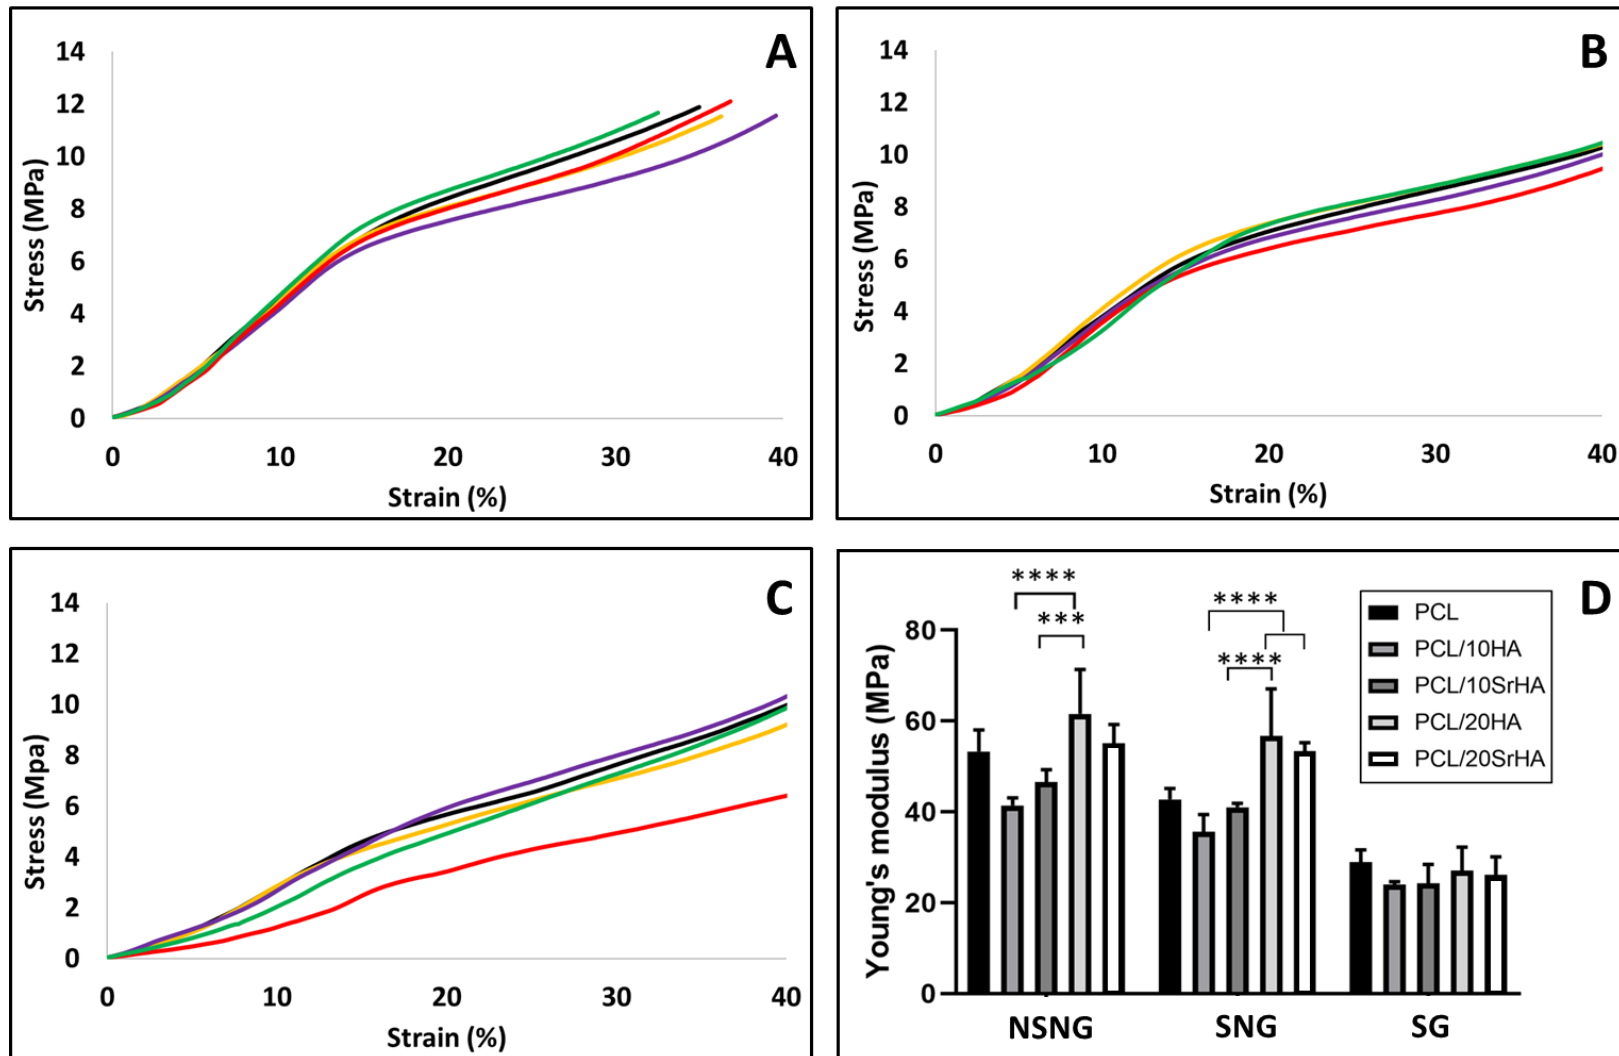 A
14
12
10
8
6
4
2
0
Stress (MPa)
0 10 20 30 40
Strain (%)
B
14
12
10
8
6
4
2
0
Stress (MPa)
0 10 20 30 40
Strain (%)
C
14
12
10
8
6
4
2
0
Stress (Mpa)
0 10 20 30 40
Strain (%)
D
**** 
***
****
****
PCL
PCL/10HA
PCL/10SrHA
PCL/20HA
PCL/20SrHA
80
60
40
20
0
Young's modulus (MPa)
NSNG SNG SG